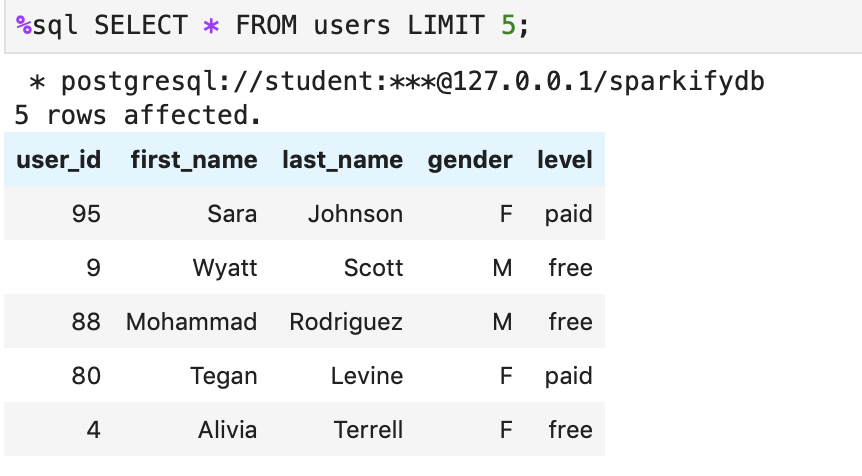 %sql SELECT * FROM users LIMIT 5;
* postgresql://student:***@127.0.0.1/sparkifydb
5 rows affected.
user_id first_name last_name gender level
95 Sara Johnson F paid
9 Wyatt Scott M free
88 Mohammad Rodriguez M free
80 Tegan Levine F paid
4 Alivia Terrell F free